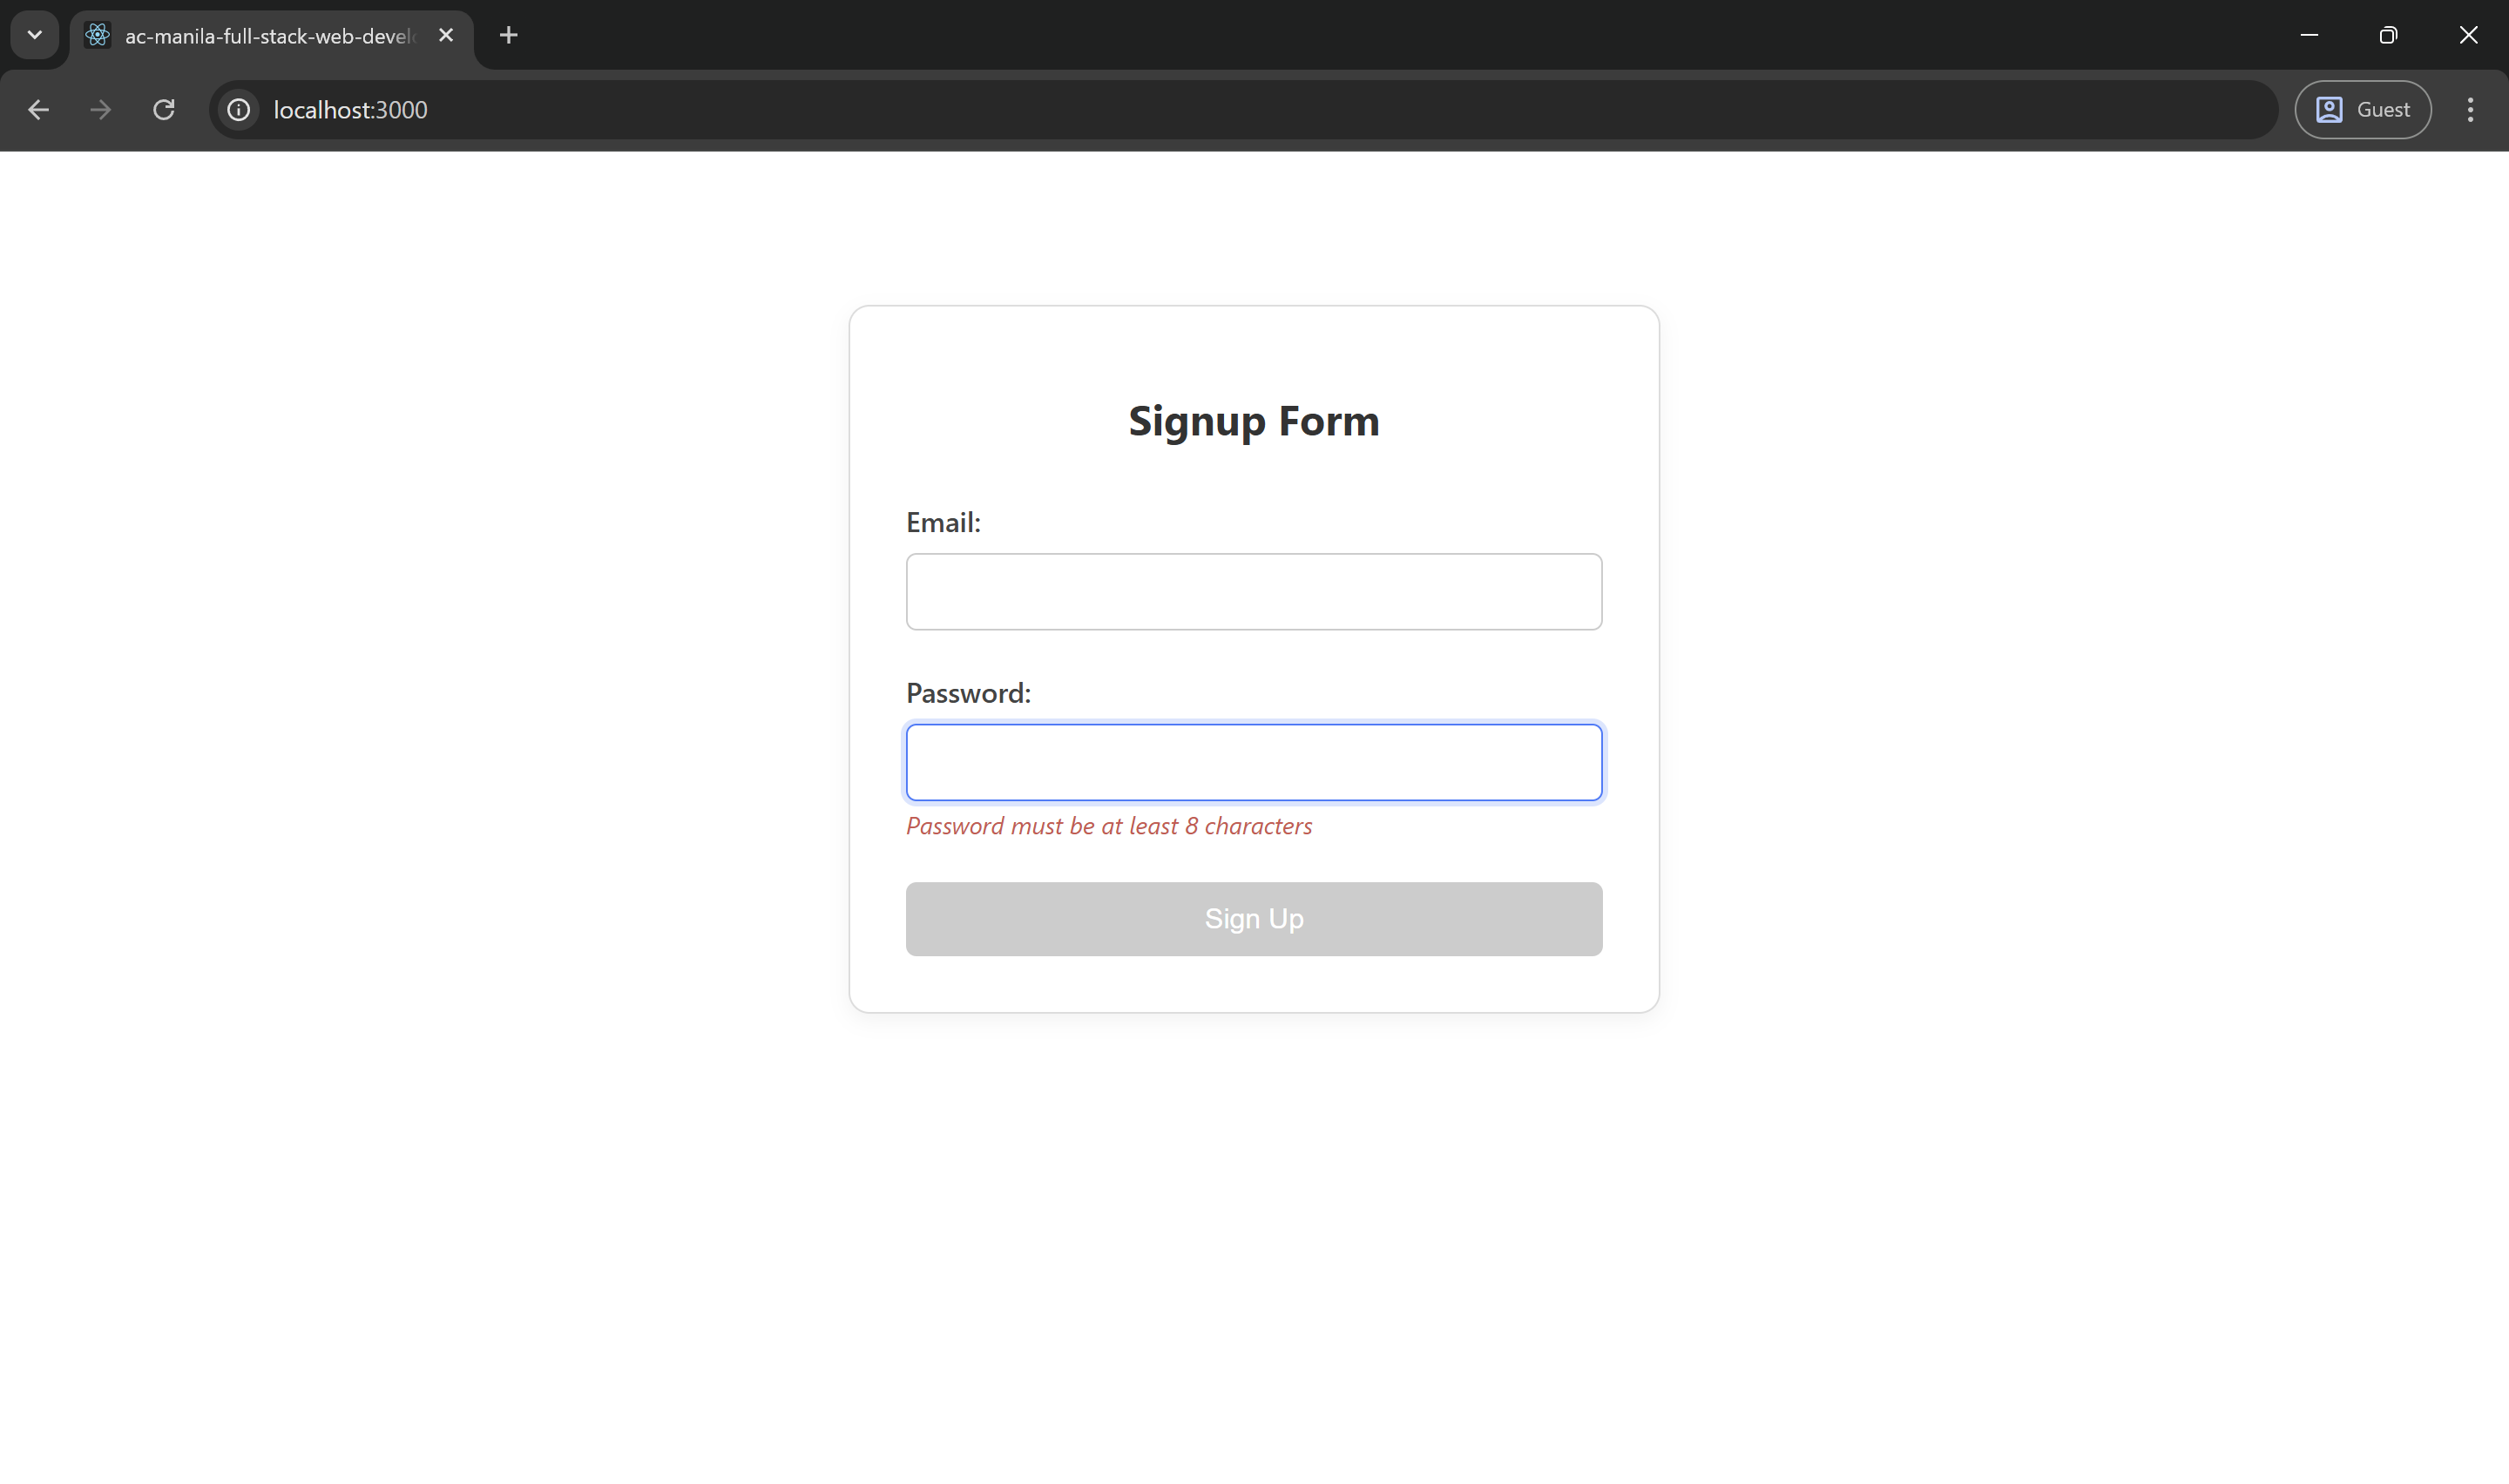 ac-manila-full-stack-web-devel
localhost:3000
Guest
Signup Form
Email:
Password:
Password must be at least 8 characters
Sign Up